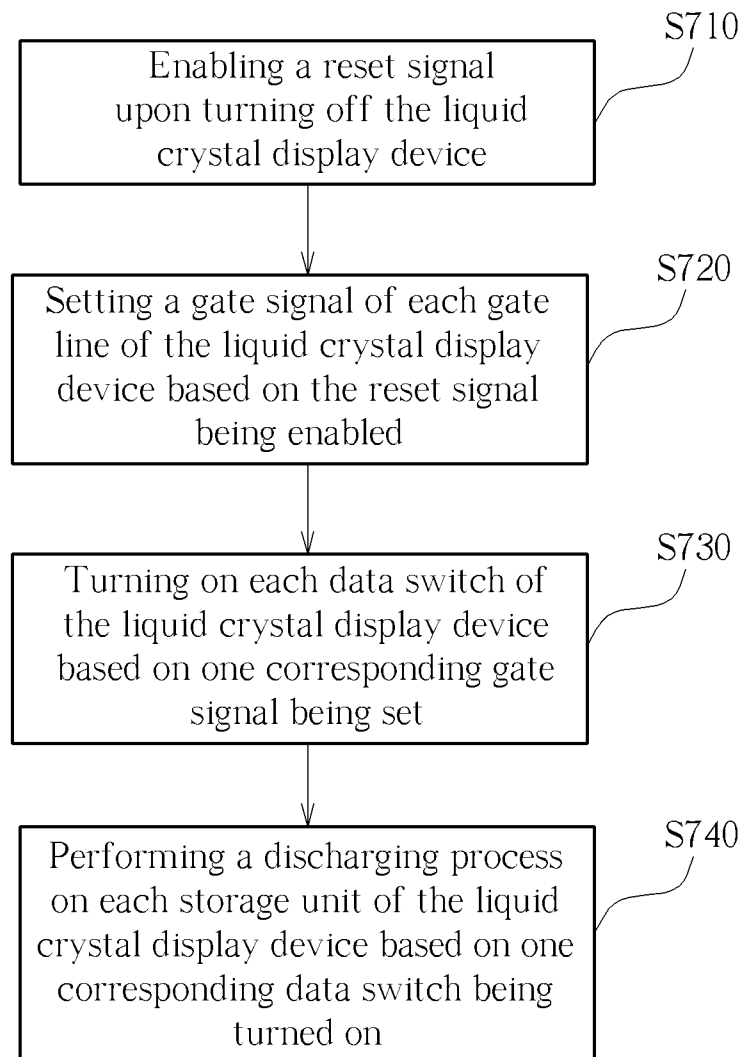 S710
Enabling a reset signal
upon turning off the liquid
crystal display device
S720
Setting a gate signal of each gate
line of the liquid crystal display
device based on the reset signal
being enabled
S730
Turning on each data switch of
the liquid crystal display device
based on one corresponding gate
signal being set
S740
Performing a discharging process
on each storage unit of the liquid
crystal display device based on one
corresponding data switch being
turned on